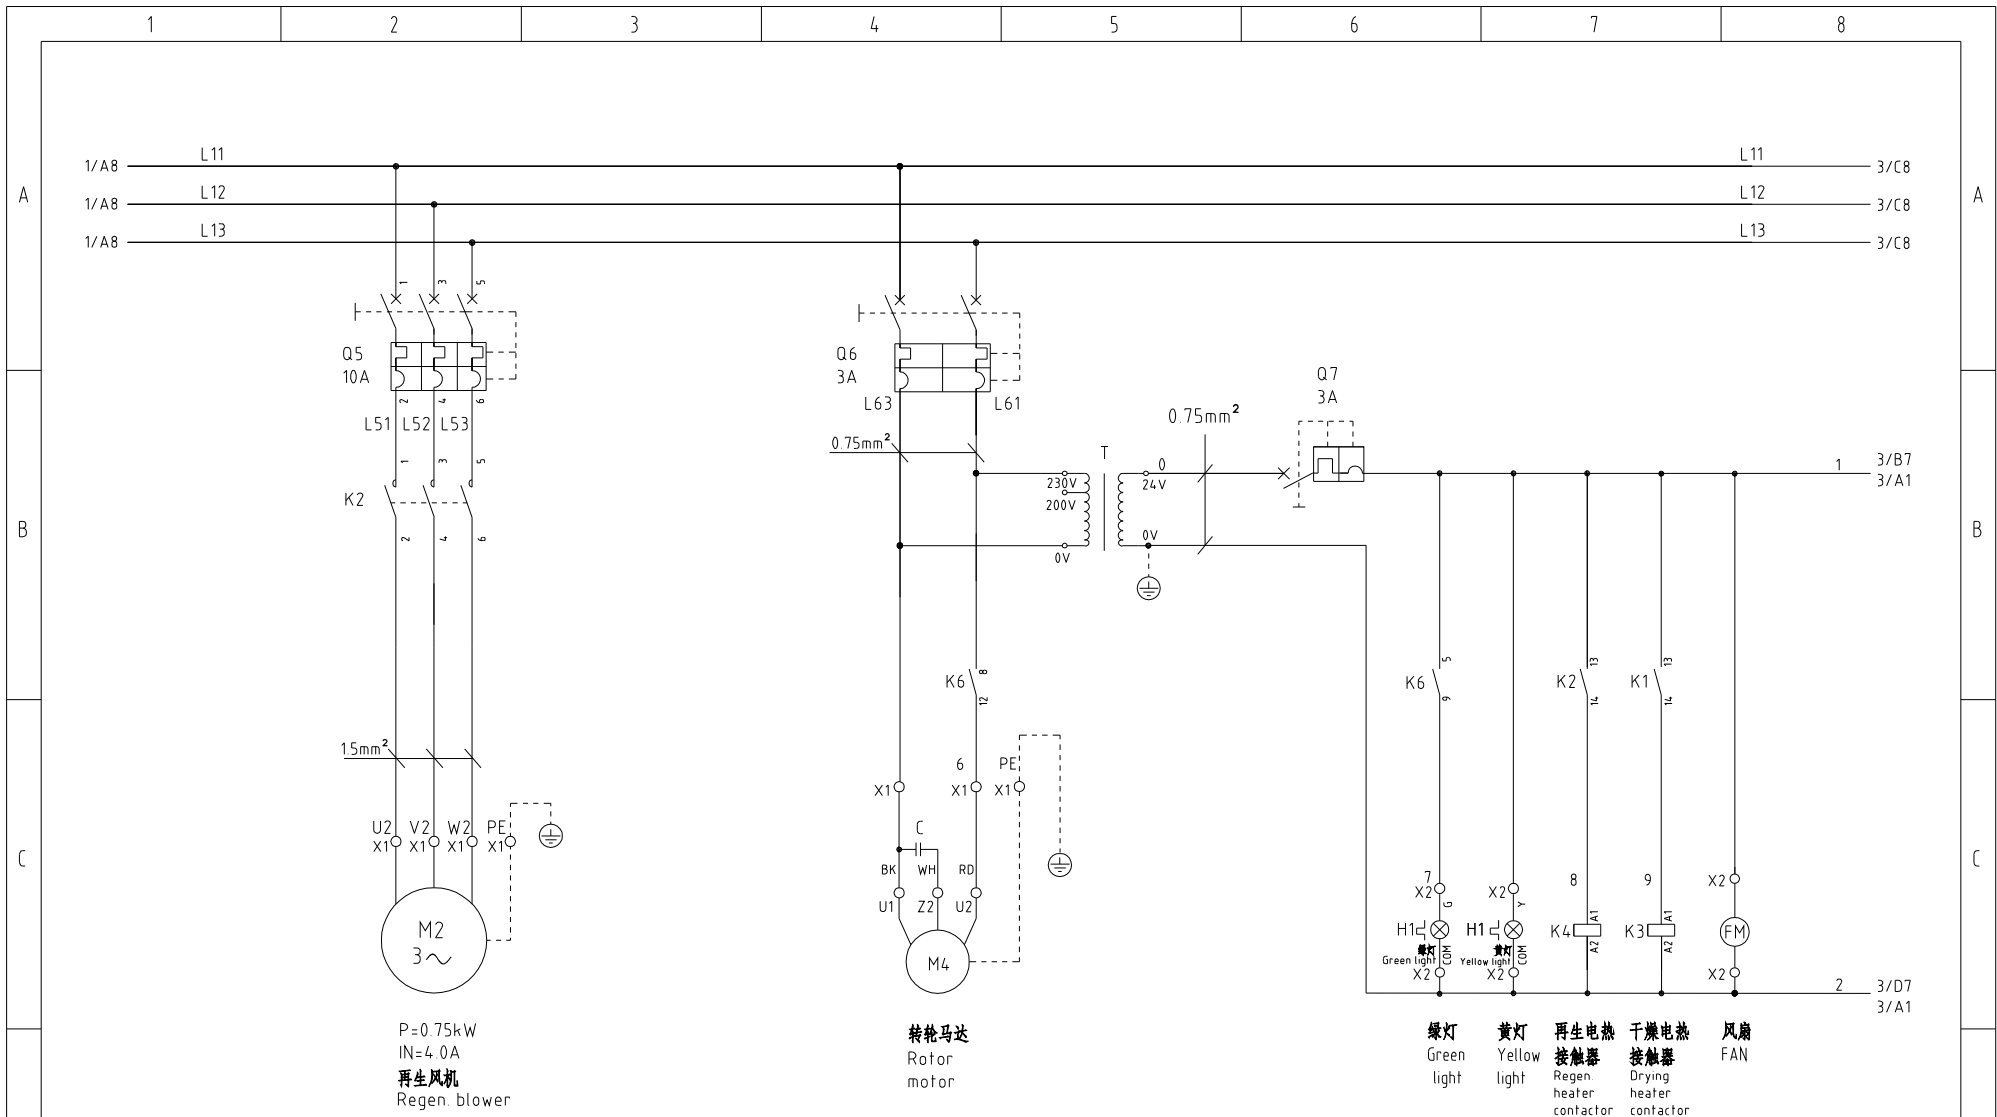 1 2 3 4 5 6 7 8
L11 L11
1/A8 3/C8
A A
L12 L12
1/A8 3/C8
L13 L13
1/A8 3/C8
1 3 5
Q5
10A
2 4 6
L51 L52 L53
Q6
3A
L63 L61
0.75mm²
Q7
3A
0.75mm²
T
230V
200V
0V
0
24V
0V
1 3/B7
3/A1
1 3 5
K2
2 4 6
B B
K6 8
12
K6 5
9
K2 13
14
K1 13
14
1.5mm²
6 PE
X1 X1 X1
U2 V2 W2 PE
X1 X1 X1 X1
C
BK WH RD
U1 Z2 U2
C C
7
X2
G
X2
Y
8 9
X2
M2
3～
M4
H1
绿灯
Green light
COM
X2
H1
黄灯
Yellow light
COM
X2
K4 A1
A2
K3 A1
A2
FM
X2
2 3/D7
3/A1
P=0.75kW
IN=4.0A
再生风机
Regen. blower
转轮马达
Rotor
motor
绿灯
Green
light
黄灯
Yellow
light
再生电热
接触器
Regen.
heater
contactor
干燥电热
接触器
Drying
heater
contactor
风扇
FAN